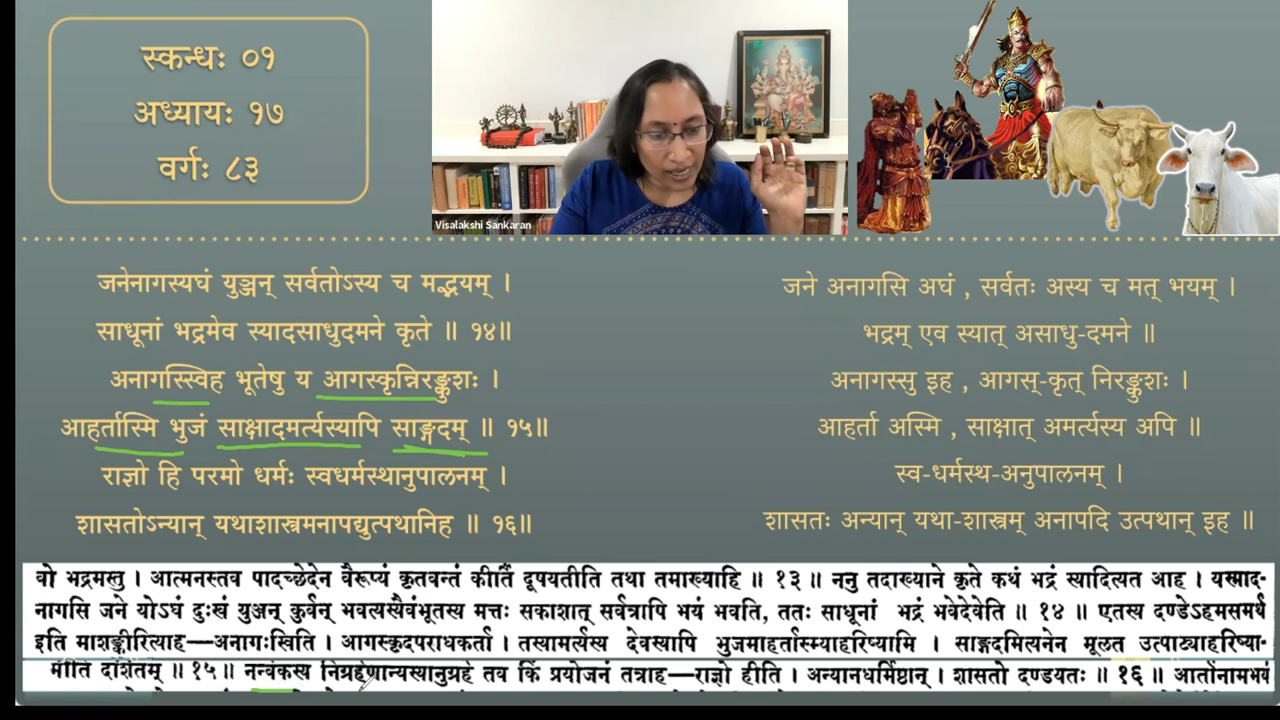 स्कन्धः ०१
अध्यायः १७
वर्गः ८३
Visalakshi Sankaran
जनेनागस्यघं युञ्जन् सर्वतोऽस्य च मद्भयम् ।
साधूनां भद्रमेव स्यादसाधुदमने कृते ॥ १४॥
अनागस्स्विह भूतेषु य आगस्कृन्निरङ्कुशः ।
आहर्तास्मि भुजं साक्षादमर्त्यस्यापि साङ्गदम् ॥ १५॥
राज्ञो हि परमो धर्मः स्वधर्मस्थानुपालनम् ।
शासतोऽन्यान् यथाशास्त्रमनापद्युत्पथानिह ॥ १६॥
जने अनागसि अघं , सर्वतः अस्य च मत् भयम् ।
भद्रम् एव स्यात् असाधु-दमने ॥
अनागस्सु इह , आगस्-कृत् निरङ्कुशः ।
आहर्ता अस्मि , साक्षात् अमर्त्यस्य अपि ॥
स्व-धर्मस्थ-अनुपालनम् ।
शासतः अन्यान् यथा-शास्त्रम् अनापदि उत्पथान् इह ॥
वो भद्रमस्तु । आत्मनस्तव पादच्छेदेन वैरूप्यं कृतवन्तं कीर्तिं दूषयतीति तथा तमाख्याहि ॥ १३ ॥ ननु तदाख्याने कृते कथं भद्रं स्यादित्यत आह । यस्माद-
नागसि जने योऽघं दुःखं युञ्जन् कुर्वन् भवत्यस्यैवंभूतस्य मत्तः सकाशात् सर्वत्रापि भयं भवति, ततः साधूनां भद्रं भवेदेवेति ॥ १४ ॥ एतस्य दण्डेऽहमसमर्थ
इति माशङ्कीरित्याह—अनागःस्विति । आगस्कृदपराधकर्ता । तस्यामर्त्यस्य देवस्यापि भुजमाहर्तास्म्याहरिष्यामि । साङ्गदमित्यनेन मूलत उत्पाट्याहरिष्या-
मीति दर्शितम् ॥ १५ ॥ नन्वेकस्य निग्रहेणान्यस्यानुग्रहे तव किं प्रयोजनं तत्राह—राज्ञो हीति । अन्यानधर्मिष्ठान् । शासतो दण्डयतः ॥ १६ ॥ आर्तानामभयं